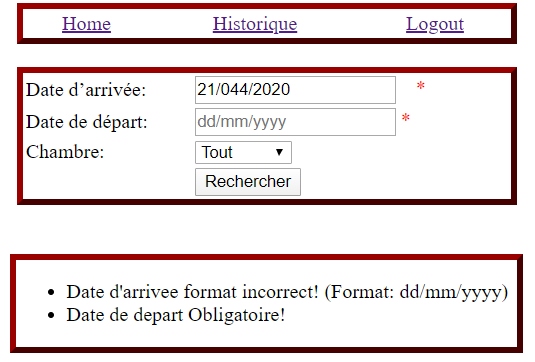 Home Historique Logout
Date d’arrivée: 21/044/2020 *
Date de départ: dd/mm/yyyy *
Chambre: Tout
Rechercher
Date d'arrivee format incorrect! (Format: dd/mm/yyyy)
Date de depart Obligatoire!